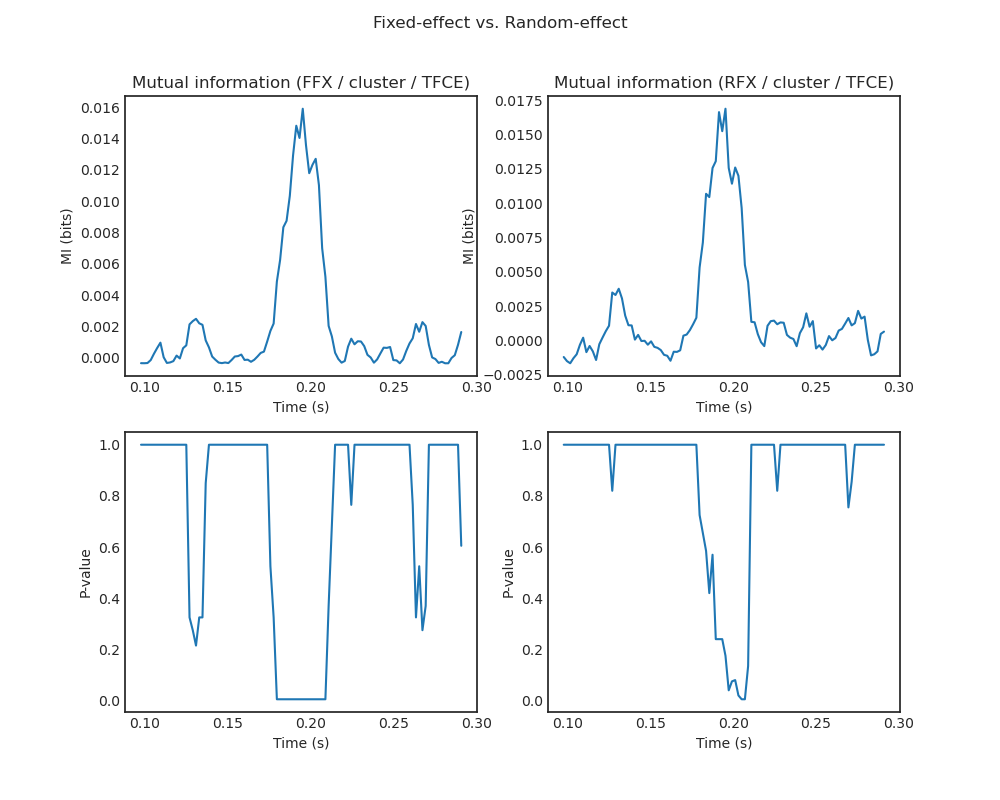 Fixed-effect vs. Random-effect
Mutual information (FFX / cluster / TFCE)
0.016
0.014
0.012
0.010
0.008
0.006
0.004
0.002
0.000
MI (bits)
0.10 0.15 0.20 0.25 0.30
Time (s)
Mutual information (RFX / cluster / TFCE)
0.0175
0.0150
0.0125
0.0100
0.0075
0.0050
0.0025
0.0000
−0.0025
MI (bits)
0.10 0.15 0.20 0.25 0.30
Time (s)
1.0
0.8
0.6
0.4
0.2
0.0
P-value
0.10 0.15 0.20 0.25 0.30
Time (s)
1.0
0.8
0.6
0.4
0.2
0.0
P-value
0.10 0.15 0.20 0.25 0.30
Time (s)